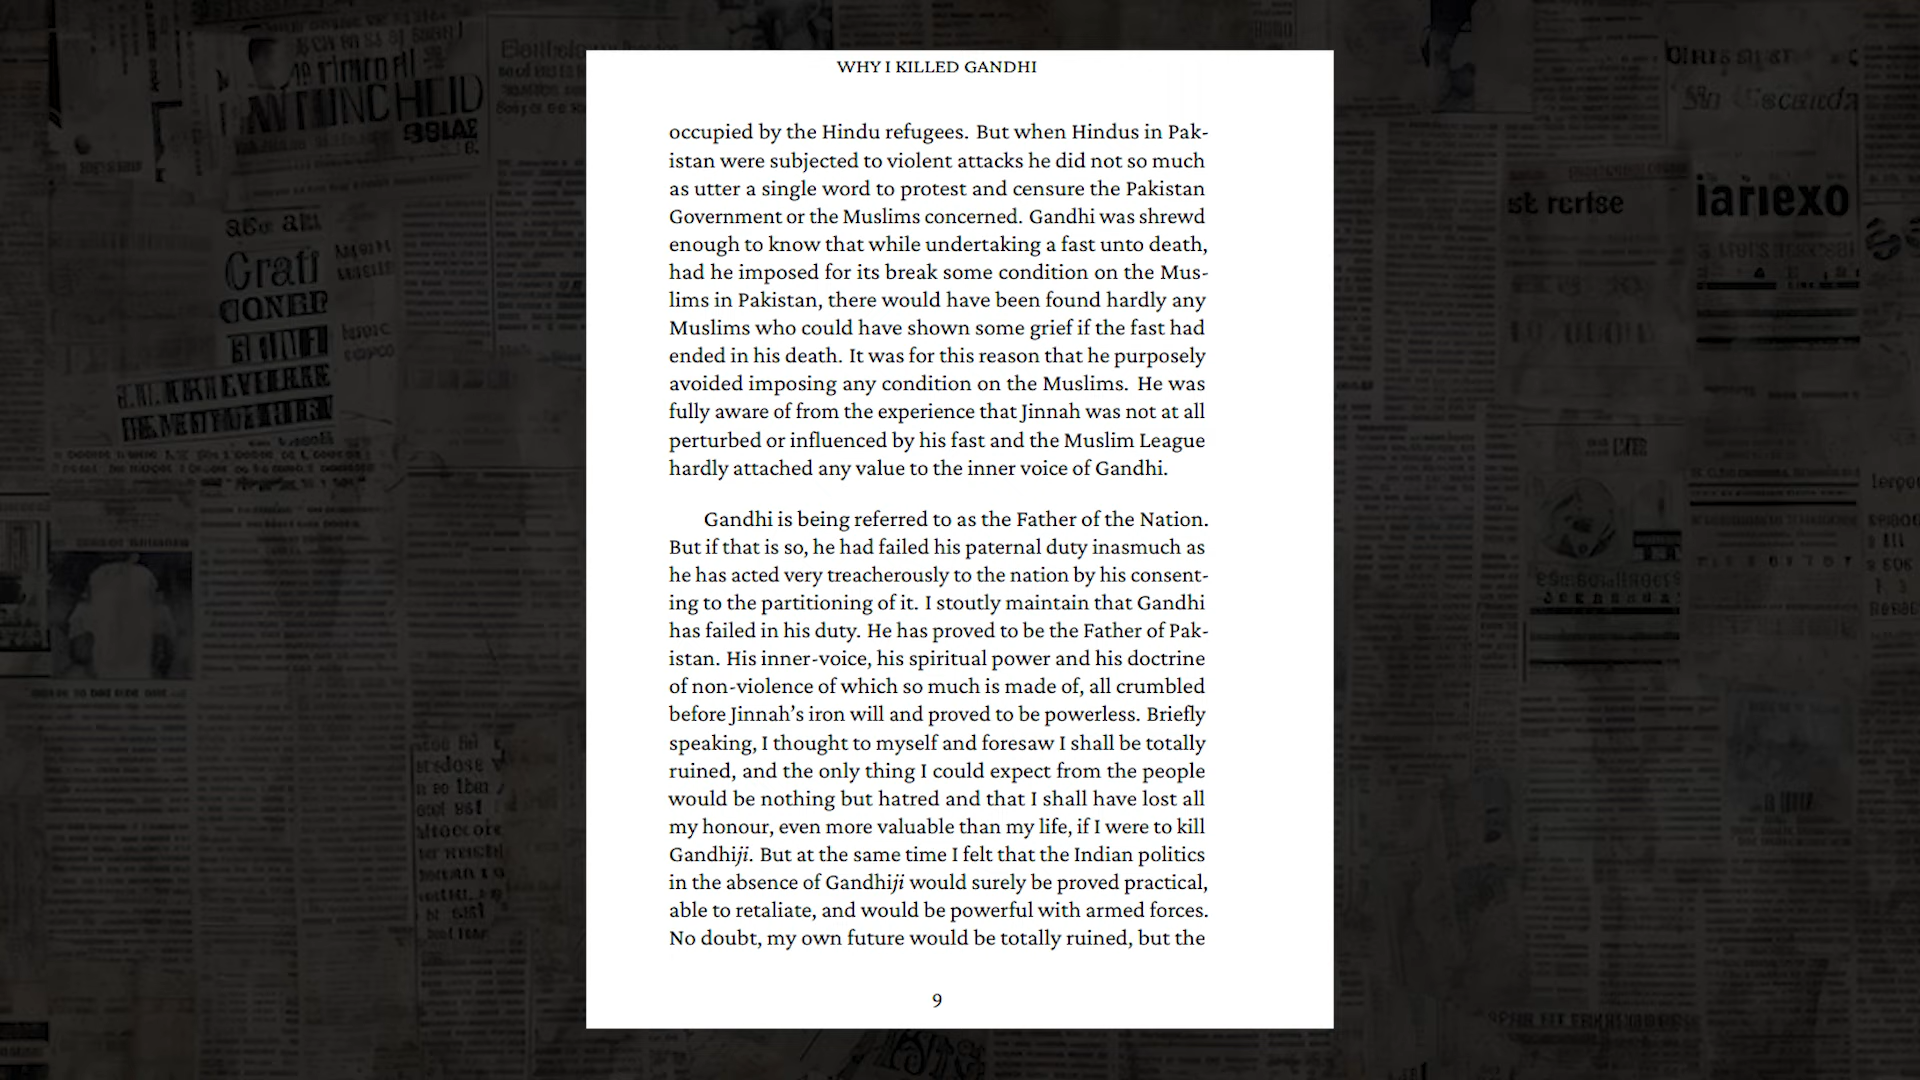 WHY I KILLED GANDHI
occupied by the Hindu refugees. But when Hindus in Pak-
istan were subjected to violent attacks he did not so much
as utter a single word to protest and censure the Pakistan
Government or the Muslims concerned. Gandhi was shrewd
enough to know that while undertaking a fast unto death,
had he imposed for its break some condition on the Mus-
lims in Pakistan, there would have been found hardly any
Muslims who could have shown some grief if the fast had
ended in his death. It was for this reason that he purposely
avoided imposing any condition on the Muslims. He was
fully aware of from the experience that Jinnah was not at all
perturbed or influenced by his fast and the Muslim League
hardly attached any value to the inner voice of Gandhi.
Gandhi is being referred to as the Father of the Nation.
But if that is so, he had failed his paternal duty inasmuch as
he has acted very treacherously to the nation by his consent-
ing to the partitioning of it. I stoutly maintain that Gandhi
has failed in his duty. He has proved to be the Father of Pak-
istan. His inner-voice, his spiritual power and his doctrine
of non-violence of which so much is made of, all crumbled
before Jinnah’s iron will and proved to be powerless. Briefly
speaking, I thought to myself and foresaw I shall be totally
ruined, and the only thing I could expect from the people
would be nothing but hatred and that I shall have lost all
my honour, even more valuable than my life, if I were to kill
Gandhiji. But at the same time I felt that the Indian politics
in the absence of Gandhiji would surely be proved practical,
able to retaliate, and would be powerful with armed forces.
No doubt, my own future would be totally ruined, but the
9